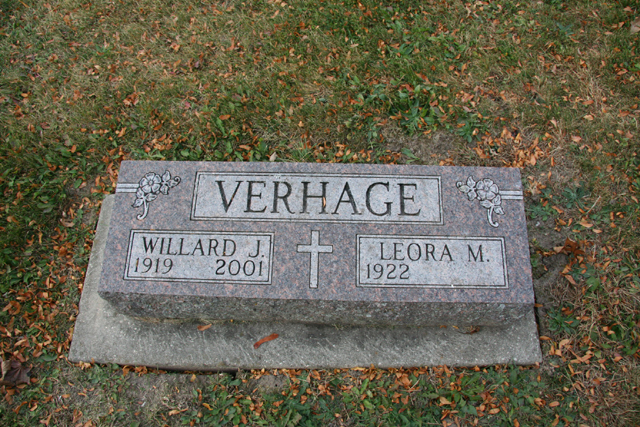 VERHAGE
WILLARD J.
1919 2001
LEORA M.
1922